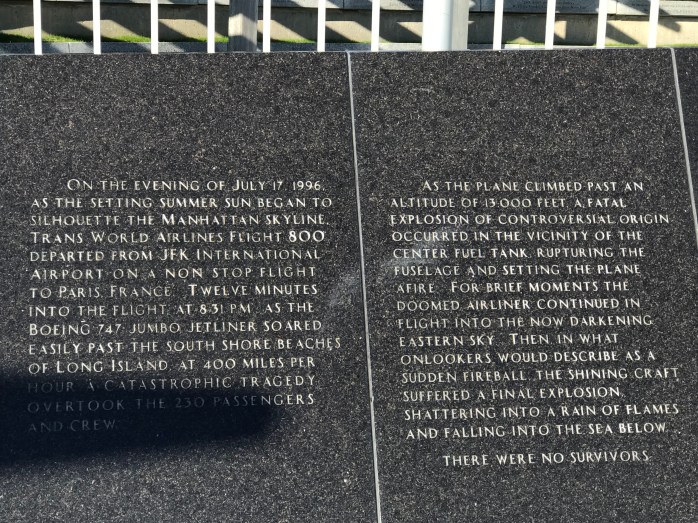 On the evening of July 17, 1996,
as the setting summer sun began to
silhouette the Manhattan skyline,
Trans World Airlines Flight 800
departed from JFK International
Airport on a non stop flight
to Paris, France. Twelve minutes
into the flight, at 8:31 PM, as the
Boeing 747 jumbo jetliner soared
easily past the south shore beaches
of Long Island, at 400 miles per
hour, a catastrophic tragedy
overtook the 230 passengers
and crew.
As the plane climbed past an
altitude of 13,000 feet, a fatal
explosion of controversial origin
occurred in the vicinity of the
center fuel tank, rupturing the
fuselage and setting the plane
afire. For brief moments the
doomed airliner continued in
flight into the now darkening
eastern sky. Then, in what
onlookers would describe as a
sudden fireball, the shining craft
suffered a final explosion,
shattering into a rain of flames
and falling into the sea below.
There were no survivors.